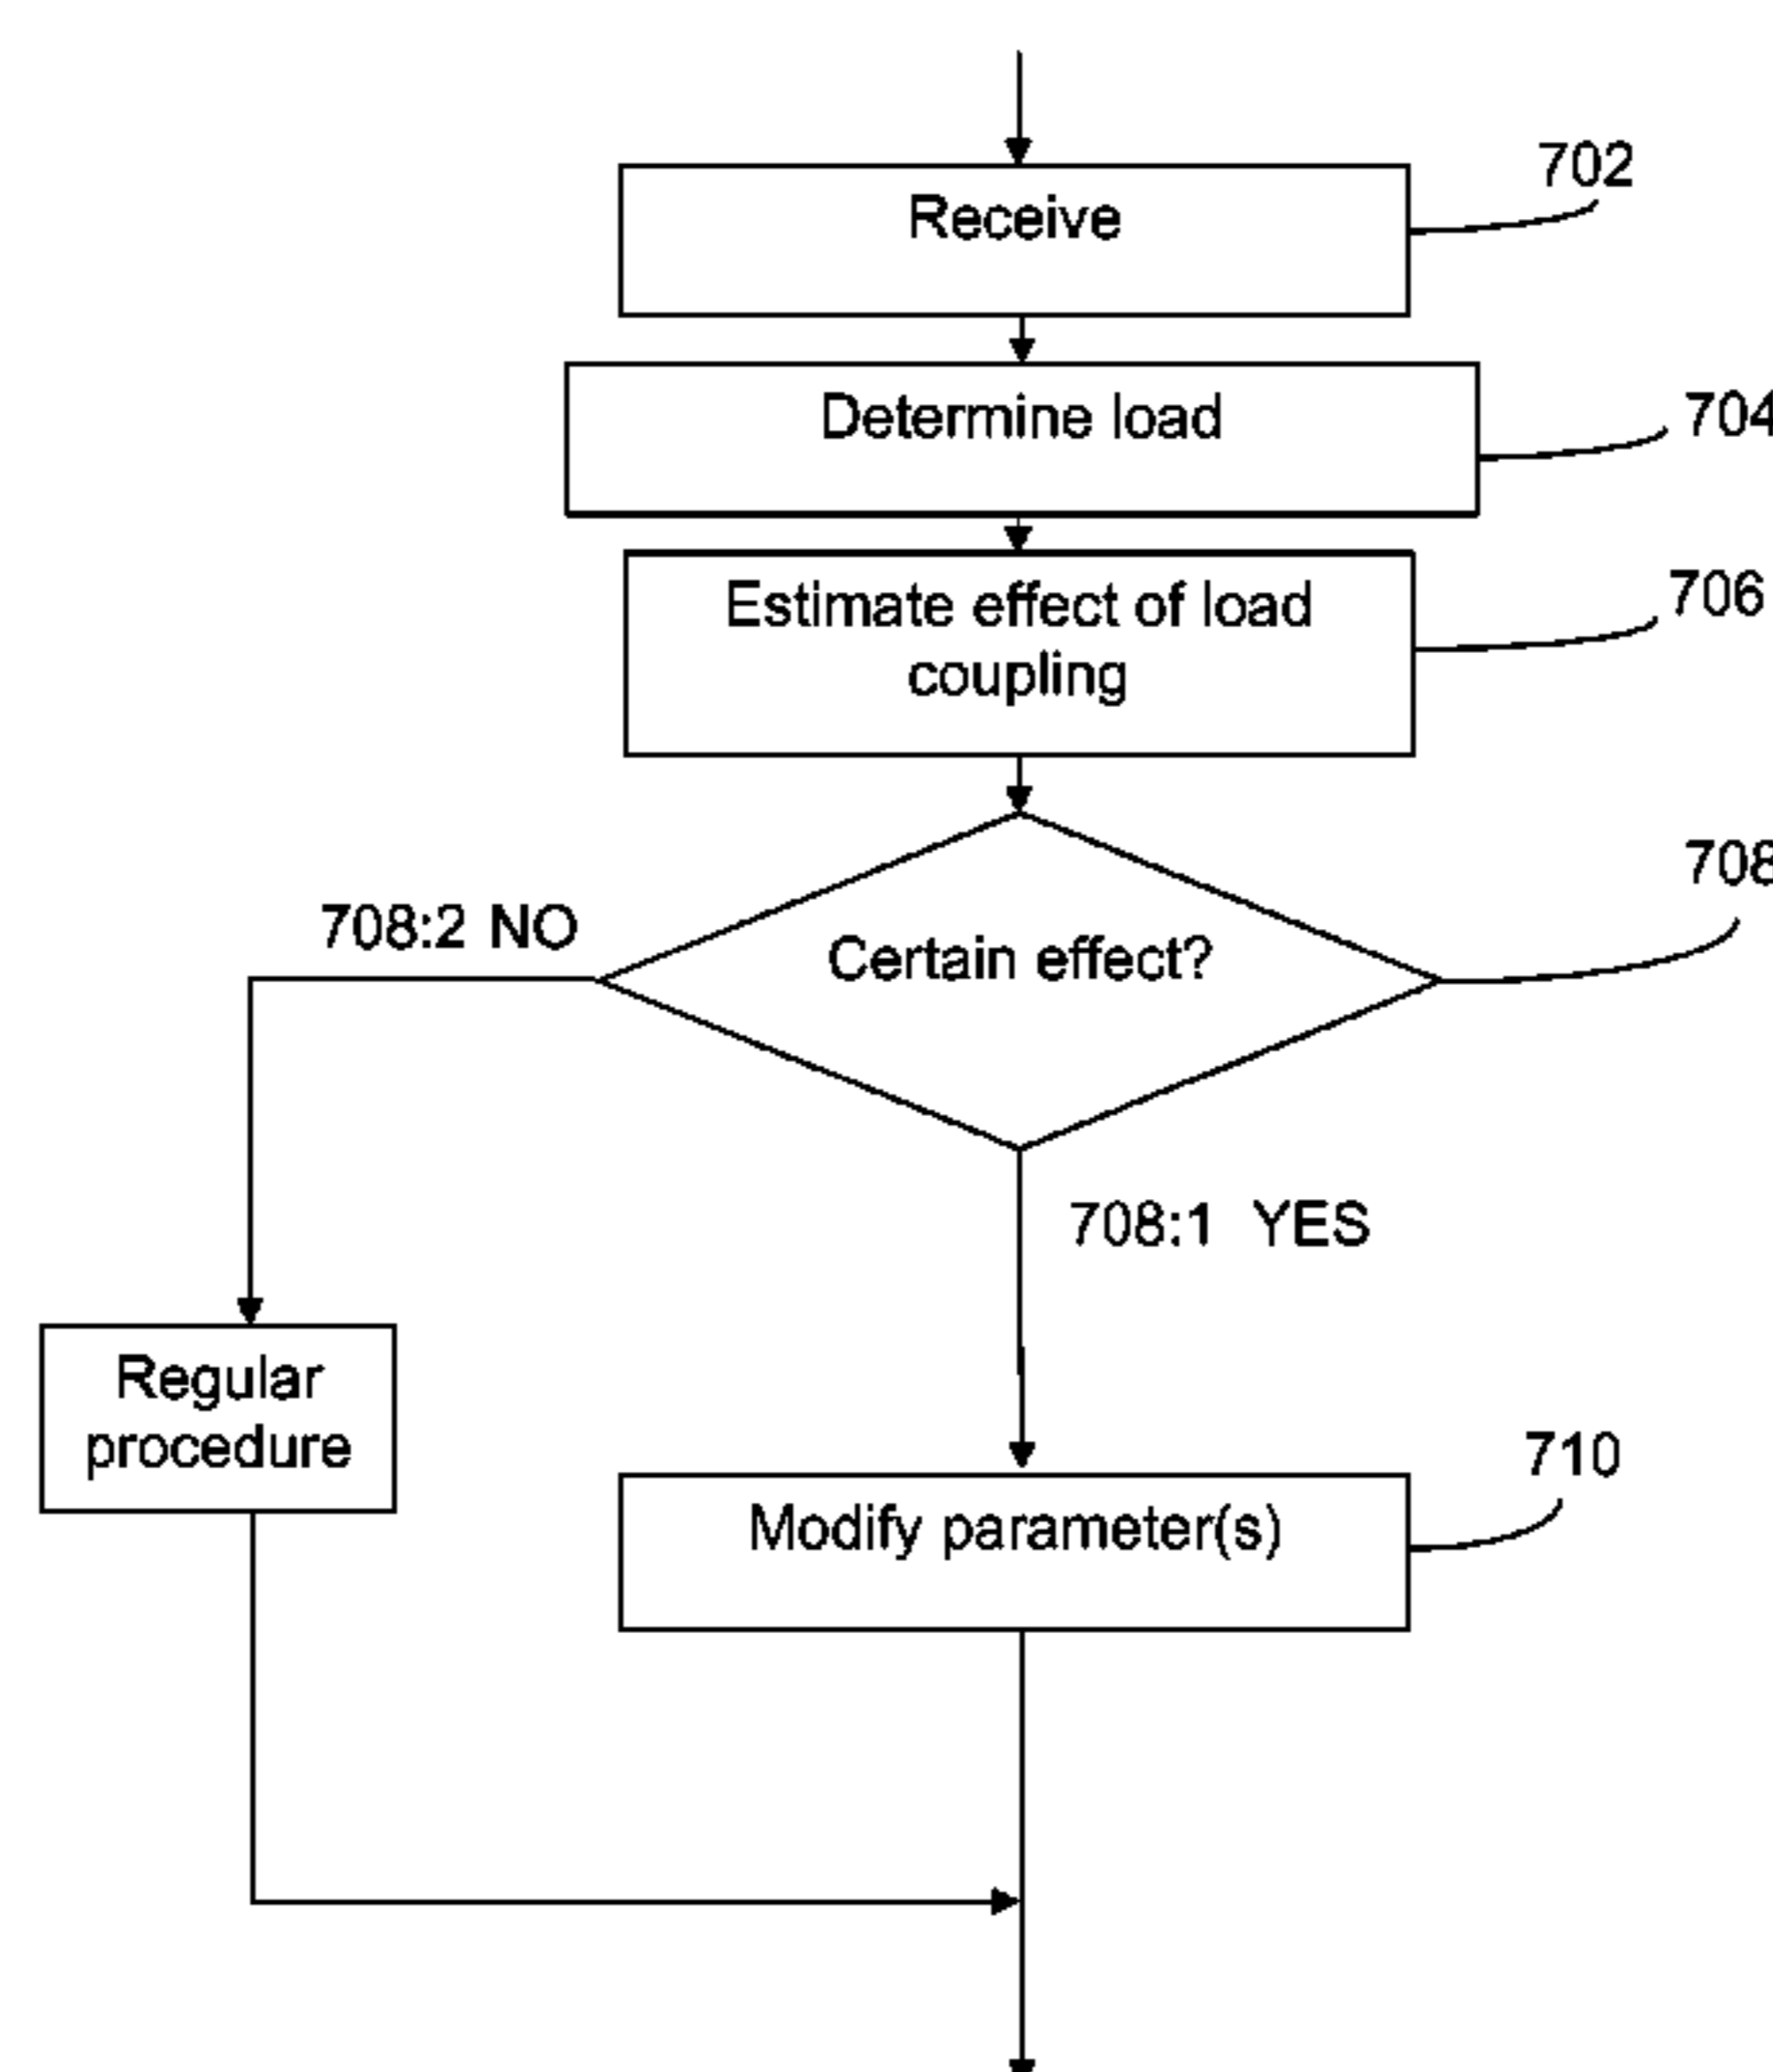 702
Receive
704
Determine load
706
Estimate effect of load
coupling
708
708:2 NO
Certain effect?
708:1 YES
Regular
procedure
710
Modify parameter(s)